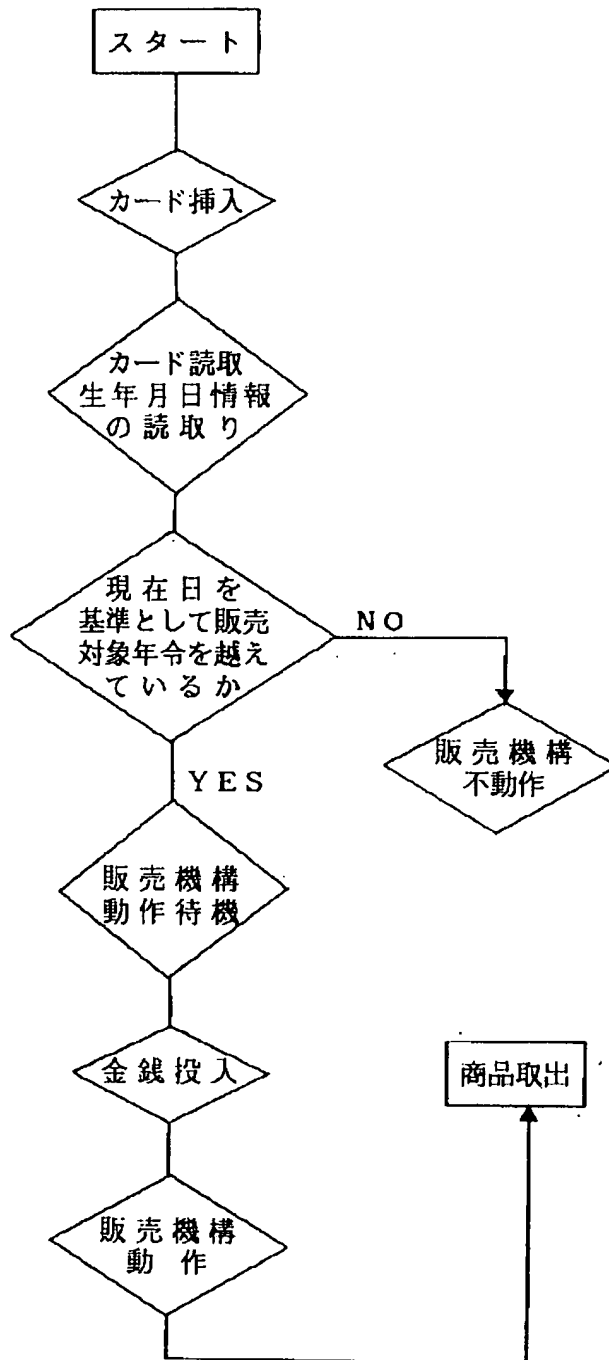 スタート
カード挿入
カード読取
生年月日情報
の読取り
現在日を
基準として販売
対象年令を越え
ているか
NO
販売機構
不動作
YES
販売機構
動作待機
金銭投入
商品取出
販売機構
動作